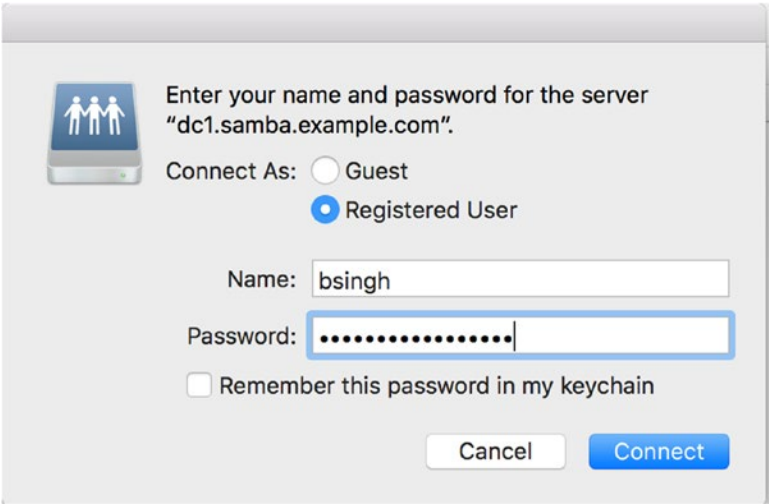 Enter your name and password for the server
“dc1.samba.example.com”.
Connect As: Guest
Registered User
Name: bsingh
Password: •••••••••••••••••
Remember this password in my keychain
Cancel Connect